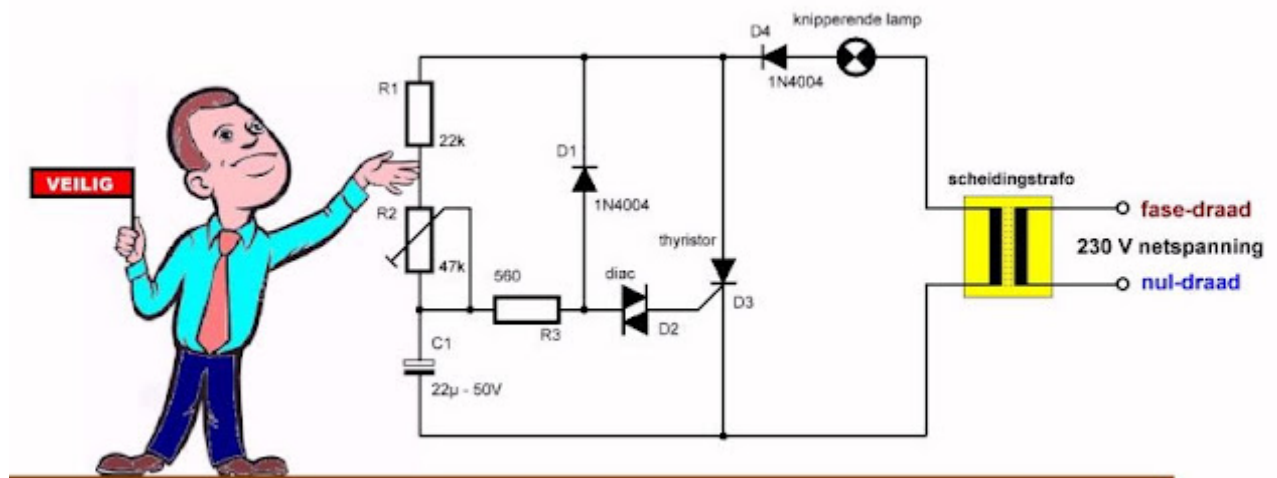 knipperende lamp
D4
1N4004
R1
22k
D1
1N4004
VEILIG
scheidingstrafo
R2
47k
fase-draad
230 V netspanning
nul-draad
thyristor
560
diac
D3
R3
D2
C1
22µ - 50V